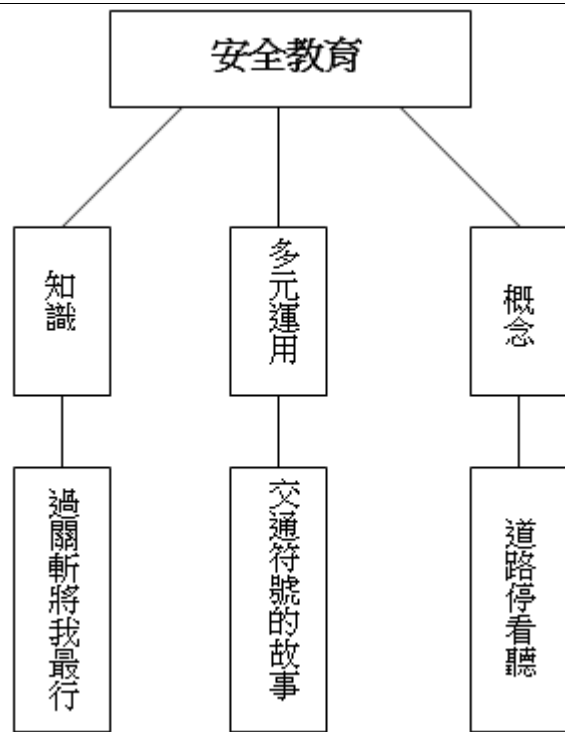 安全教育
知識
多元運用
概念
過關斬將我最行
交通符號的故事
道路停看聽